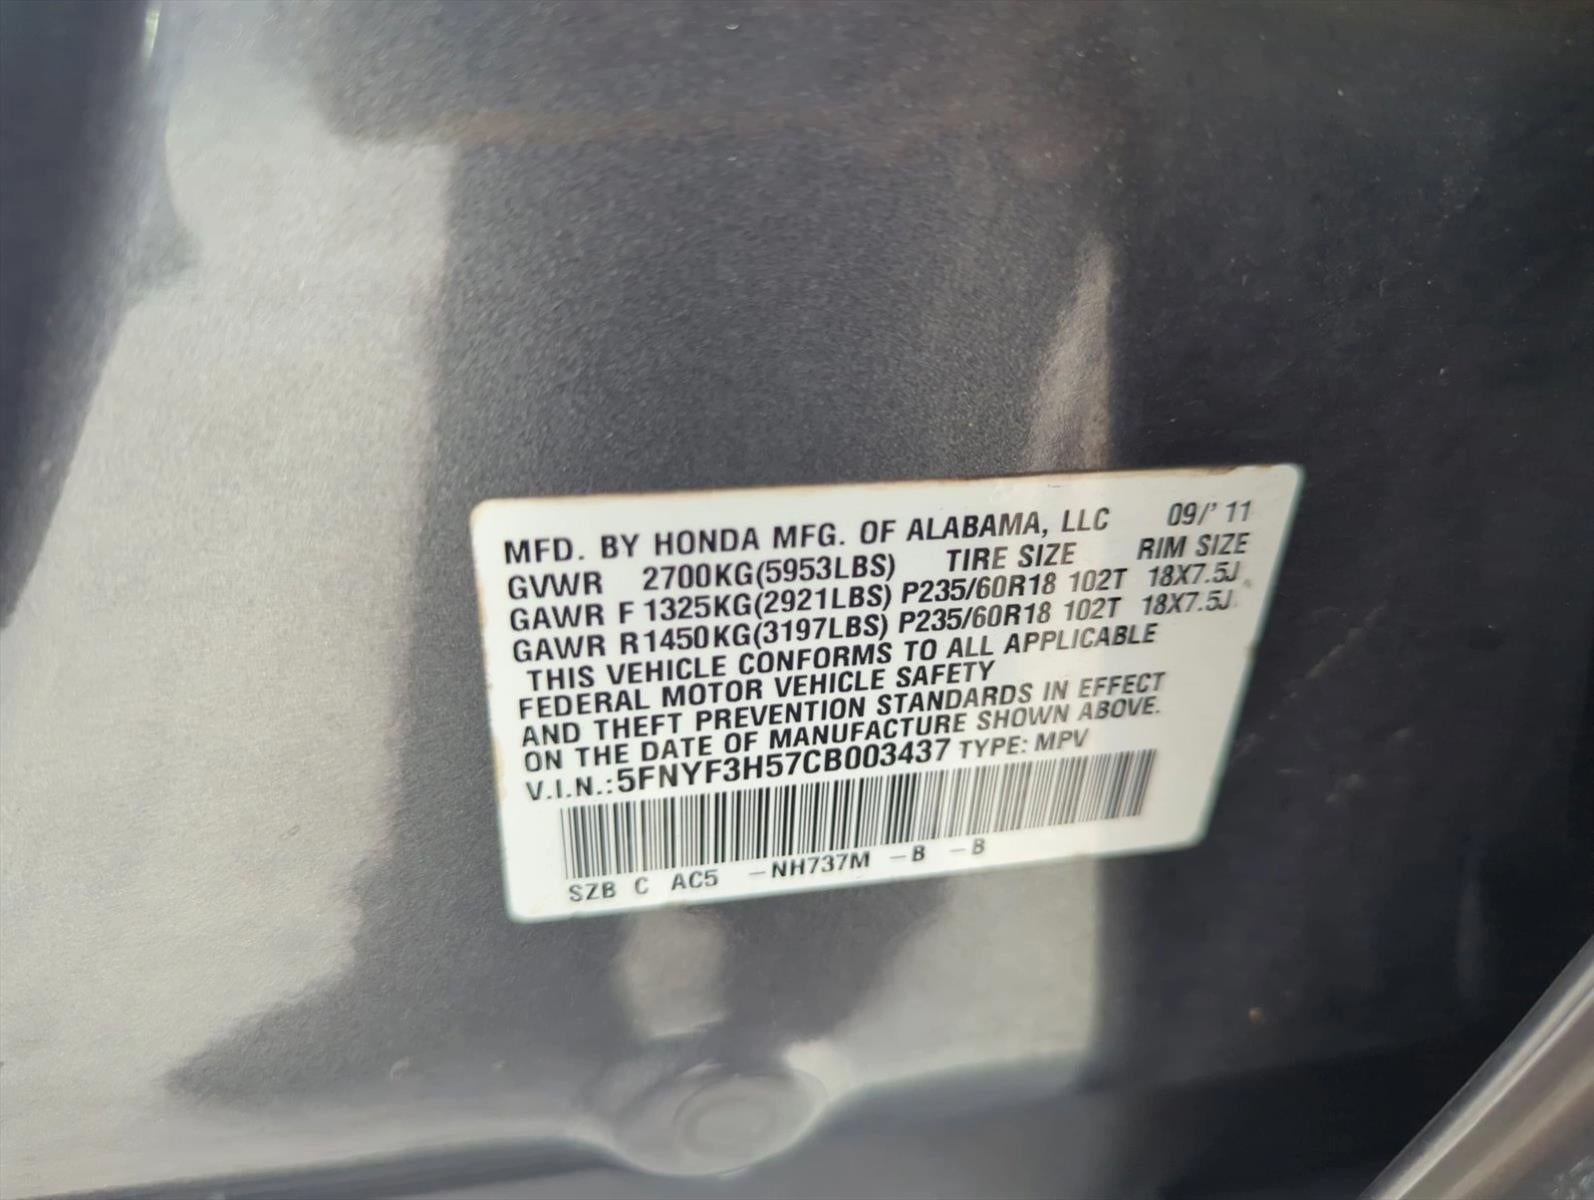 MFD. BY HONDA MFG. OF ALABAMA, LLC 09/' 11
GVWR 2700KG(5953LBS) TIRE SIZE RIM SIZE
GAWR F 1325KG(2921LBS) P235/60R18 102T 18X7.5J
GAWR R1450KG(3197LBS) P235/60R18 102T 18X7.5J
THIS VEHICLE CONFORMS TO ALL APPLICABLE
FEDERAL MOTOR VEHICLE SAFETY
AND THEFT PREVENTION STANDARDS IN EFFECT
ON THE DATE OF MANUFACTURE SHOWN ABOVE.
V.I.N.:5FNYF3H57CB003437 TYPE: MPV
SZB C AC5 -NH737M -B -B